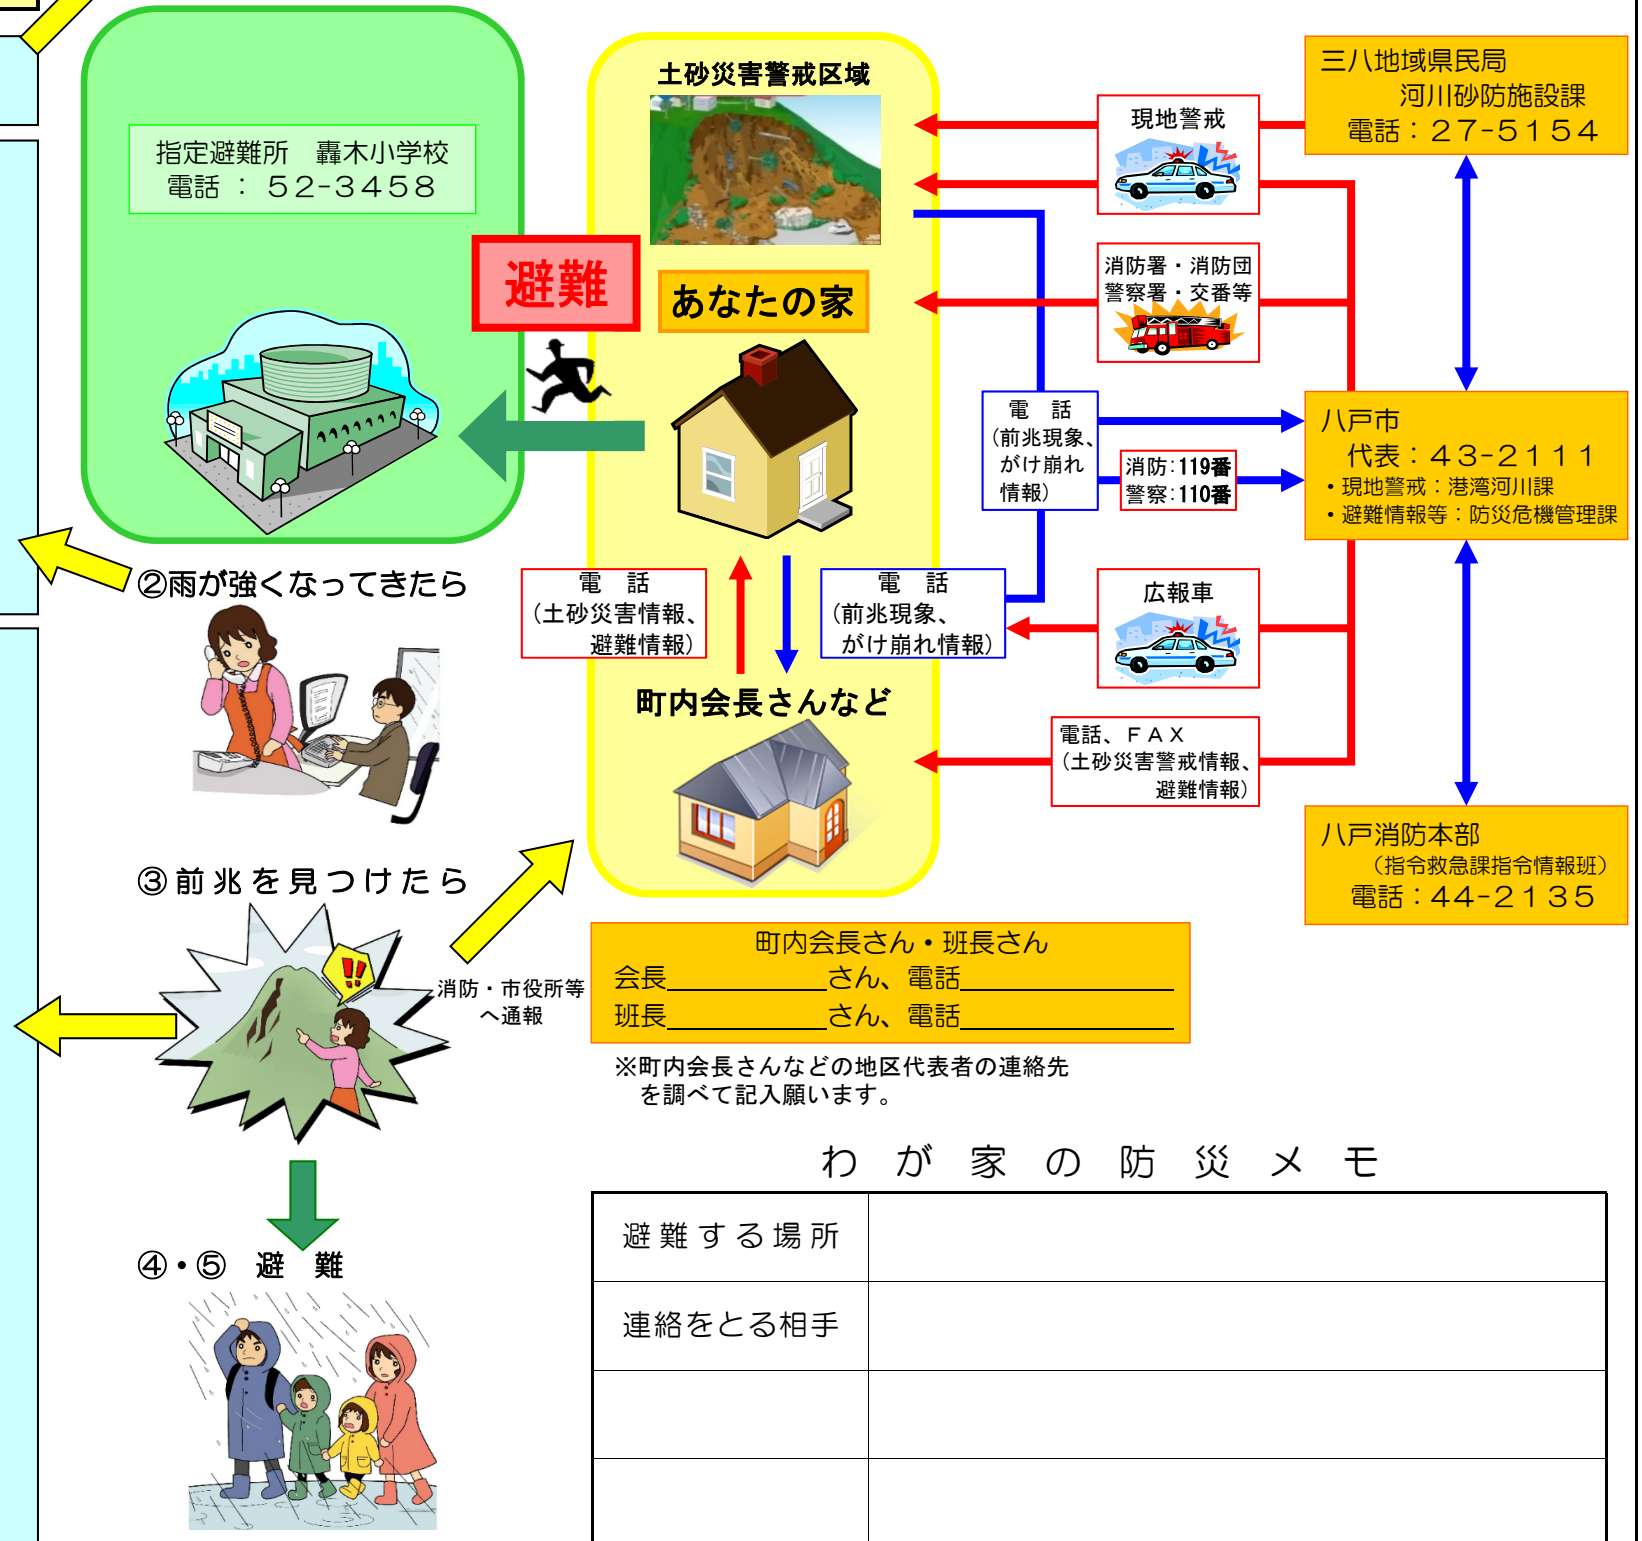 指定避難所　轟木小学校
電話 ： ５２-３４５８
避難
土砂災害警戒区域
あなたの家
電　話
（土砂災害情報、
避難情報）
電　話
（前兆現象、
がけ崩れ情報）
町内会長さんなど
現地警戒
消防署・消防団
警察署・交番等
電　話
（前兆現象、
がけ崩れ
情報）
消防：119番
警察：110番
広報車
電話、ＦＡＸ
（土砂災害警戒情報、
避難情報）
三八地域県民局
河川砂防施設課
電話：２７-５１５４
八戸市
代表：４３-２１１１
・現地警戒：港湾河川課
・避難情報等：防災危機管理課
八戸消防本部
（指令救急課指令情報班）
電話：４４-２１３５
②雨が強くなってきたら
③前兆を見つけたら
!!
消防・市役所等
へ通報
④・⑤　避　難
町内会長さん・班長さん
会長＿＿＿＿＿＿さん、電話＿＿＿＿＿＿＿＿
班長＿＿＿＿＿＿さん、電話＿＿＿＿＿＿＿＿
※町内会長さんなどの地区代表者の連絡先
を調べて記入願います。
わが家の防災メモ
避難する場所
連絡をとる相手